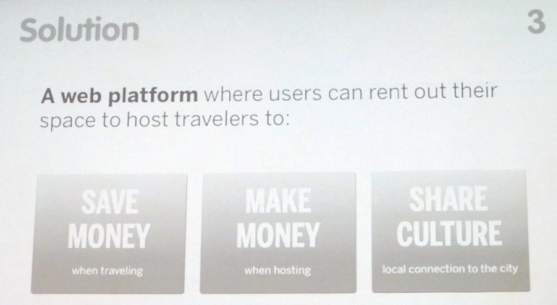 Solution
3
A web platform where users can rent out their
space to host travelers to:
SAVE
MONEY
when traveling
MAKE
MONEY
when hosting
SHARE
CULTURE
local connection to the city